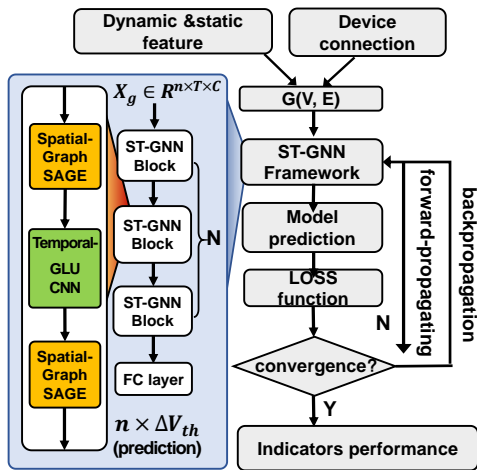 Dynamic &static
feature
Device
connection
G(V, E)
ST-GNN
Framework
Model
prediction
LOSS
function
convergence?
N
Y
forward-propagating
backpropagation
Indicators performance
X_g ∈ R^{n×T×C}
ST-GNN
Block
ST-GNN
Block
ST-GNN
Block
N
FC layer
n × ΔV_{th}
(prediction)
Spatial-
Graph
SAGE
Temporal-
GLU
CNN
Spatial-
Graph
SAGE